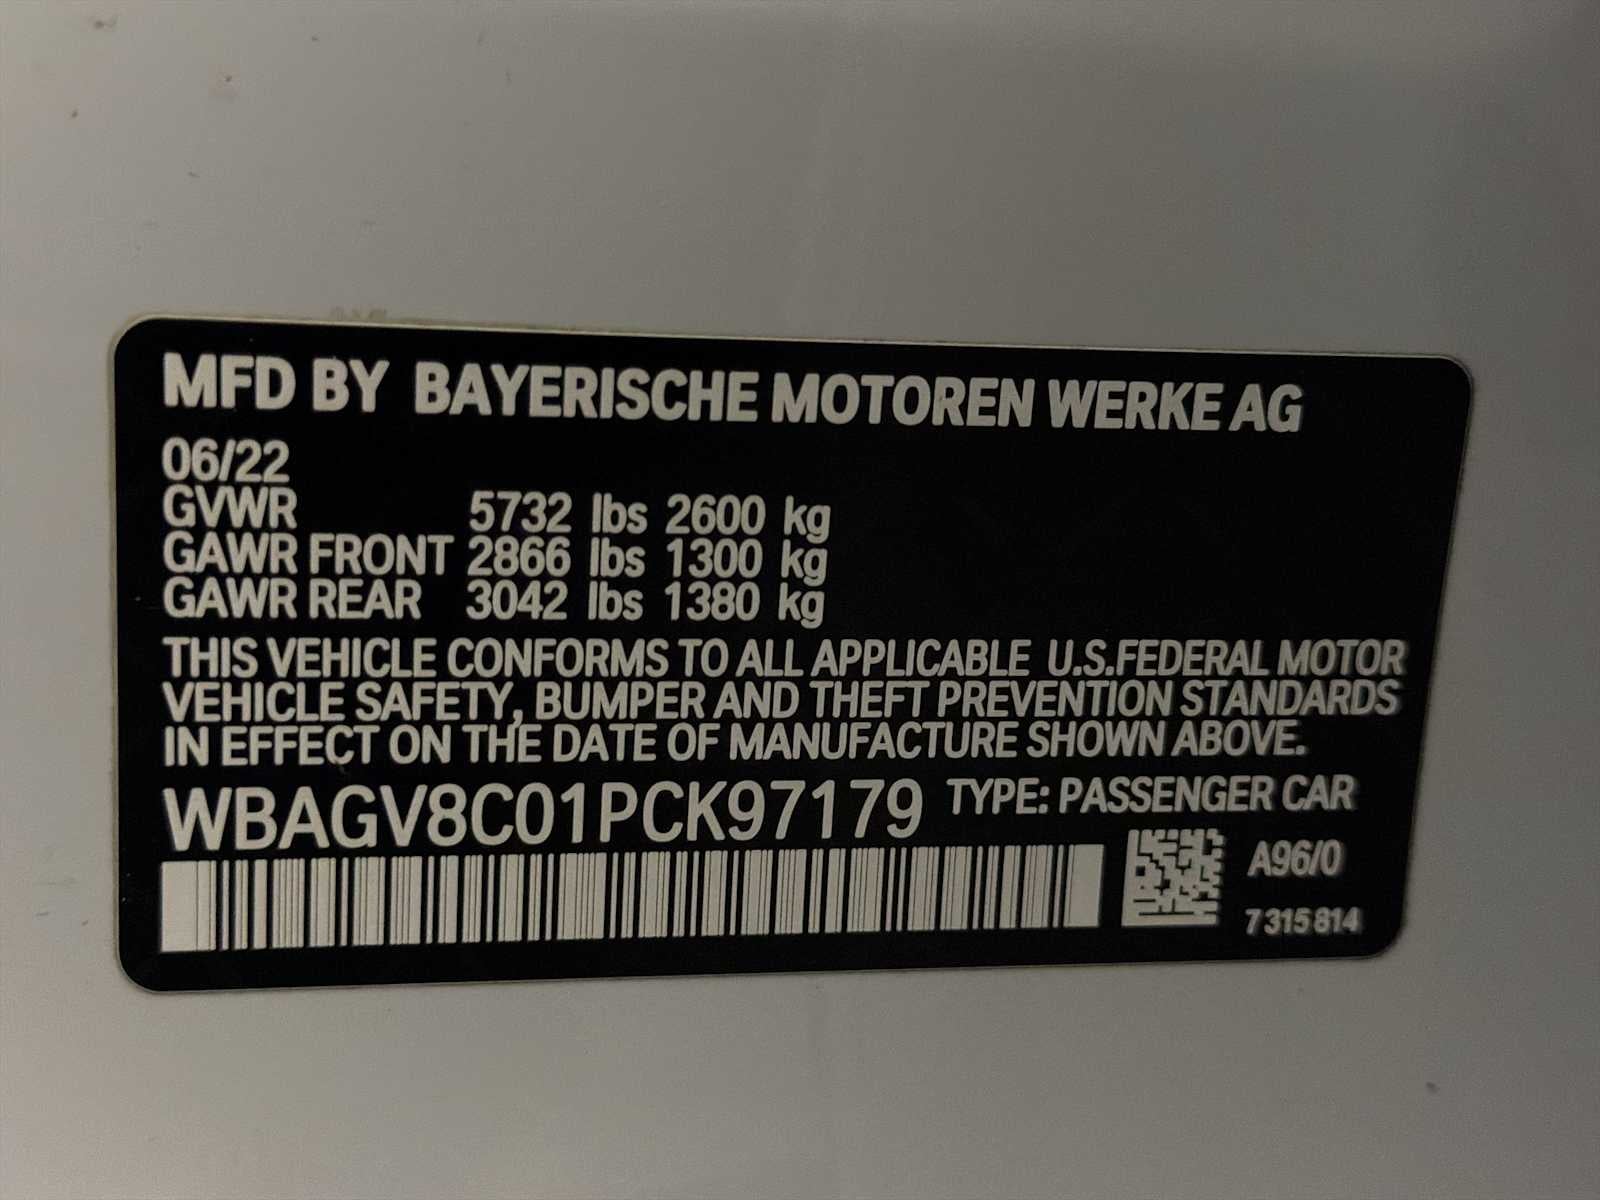 MFD BY BAYERISCHE MOTOREN WERKE AG
06/22
GVWR 5732 lbs 2600 kg
GAWR FRONT 2866 lbs 1300 kg
GAWR REAR 3042 lbs 1380 kg
THIS VEHICLE CONFORMS TO ALL APPLICABLE U.S.FEDERAL MOTOR
VEHICLE SAFETY, BUMPER AND THEFT PREVENTION STANDARDS
IN EFFECT ON THE DATE OF MANUFACTURE SHOWN ABOVE.
WBAGV8C01PCK97179 TYPE: PASSENGER CAR
A96/0
7 315 814